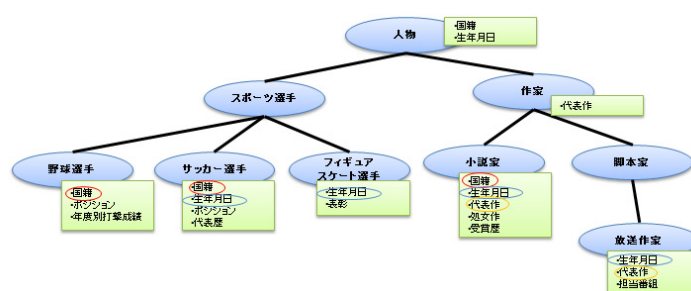 人物
・国籍
・生年月日
スポーツ選手
作家
・代表作
野球選手
・国籍
・ポジション
・年度別打撃成績
サッカー選手
・国籍
・生年月日
・ポジション
・代表歴
フィギュア
スケート選手
・生年月日
・表彰
小説家
・国籍
・生年月日
・代表作
・処女作
・受賞歴
脚本家
放送作家
・生年月日
・代表作
・担当番組